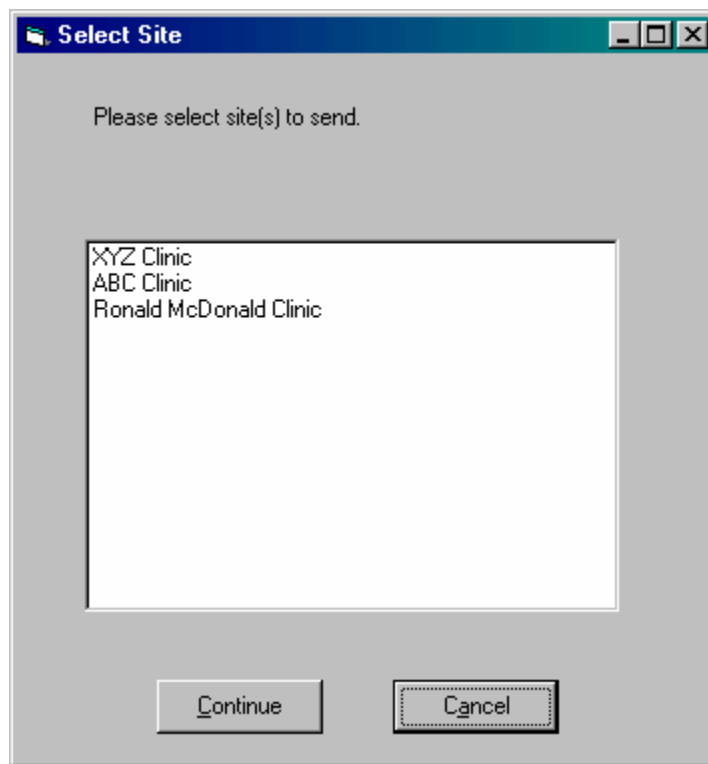 Select Site
Please select site(s) to send.
XYZ Clinic
ABC Clinic
Ronald McDonald Clinic
Continue Cancel